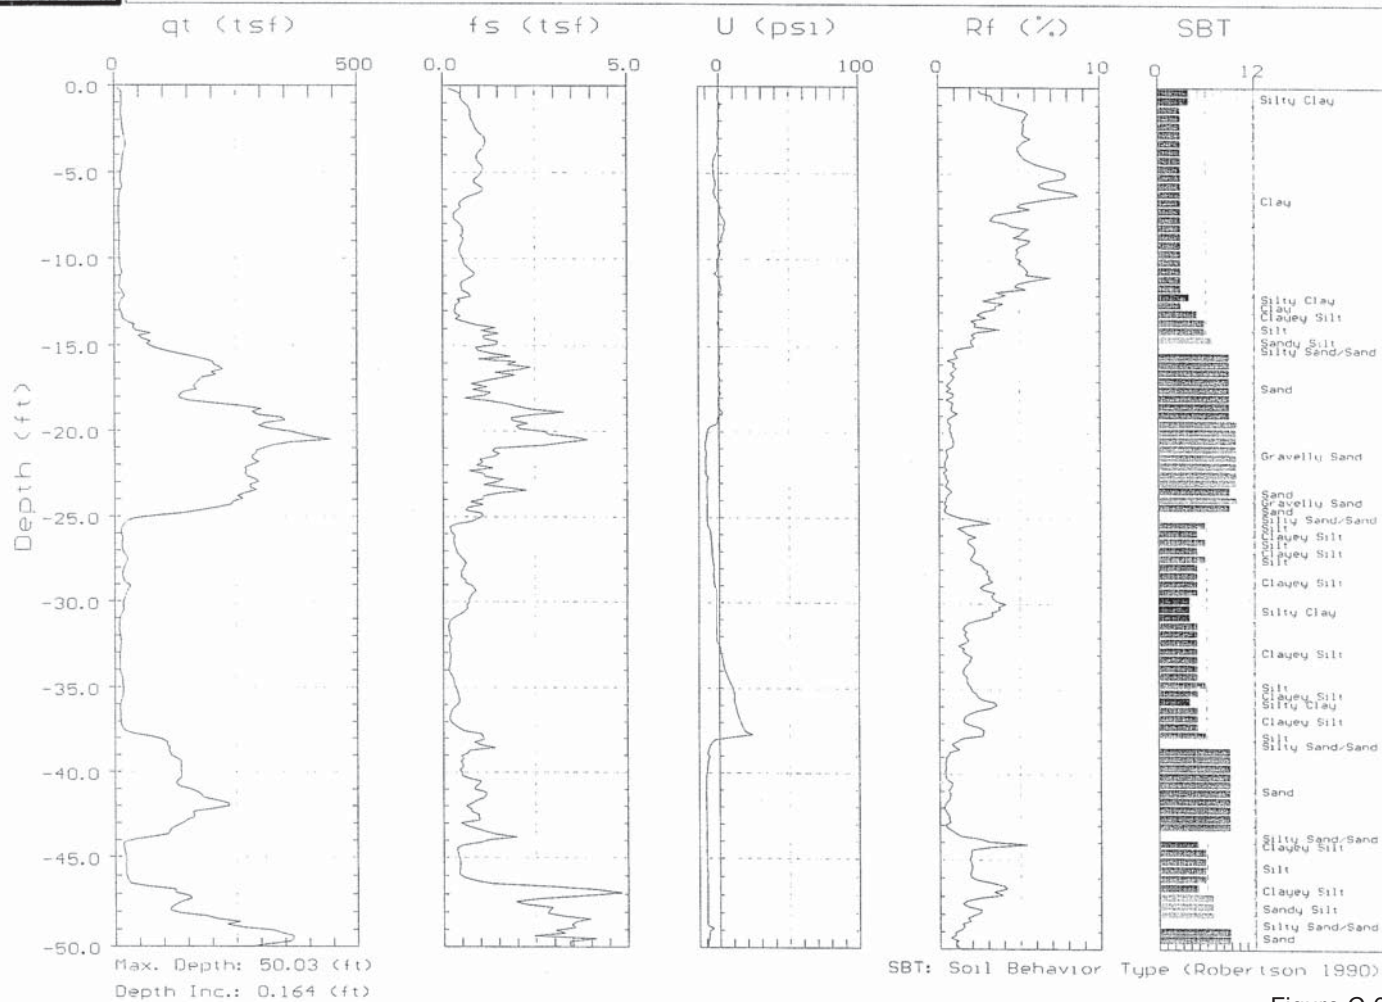 qt (tsf) fs (tsf) U (psi) Rf (%) SBT
0 500 0.0 5.0 0 100 0 10 0 12
0.0
-5.0
-10.0
-15.0
-20.0
-25.0
-30.0
-35.0
-40.0
-45.0
-50.0
Depth (ft)
Silty Clay
Clay
Silty Clay
Clay
Clayey Silt
Silt
Sandy Silt
Silty Sand/Sand
Sand
Gravelly Sand
Sand
Gravelly Sand
Sand
Silty Sand/Sand
Silt
Clayey Silt
Silt
Clayey Silt
Silt
Clayey Silt
Silty Clay
Clayey Silt
Silt
Clayey Silt
Silty Clay
Clayey Silt
Silt
Silty Sand/Sand
Sand
Silty Sand/Sand
Clayey Silt
Silt
Clayey Silt
Sandy Silt
Silty Sand/Sand
Sand
Max. Depth: 50.03 (ft)
Depth Inc.: 0.164 (ft)
SBT: Soil Behavior Type (Robertson 1990)